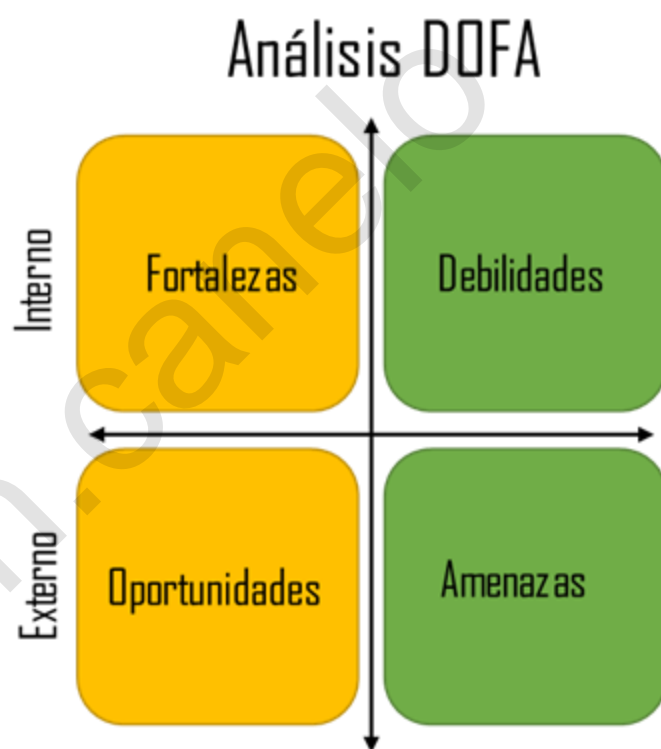 Análisis DOFA
Interno
Fortalezas
Debilidades
Externo
Oportunidades
Amenazas